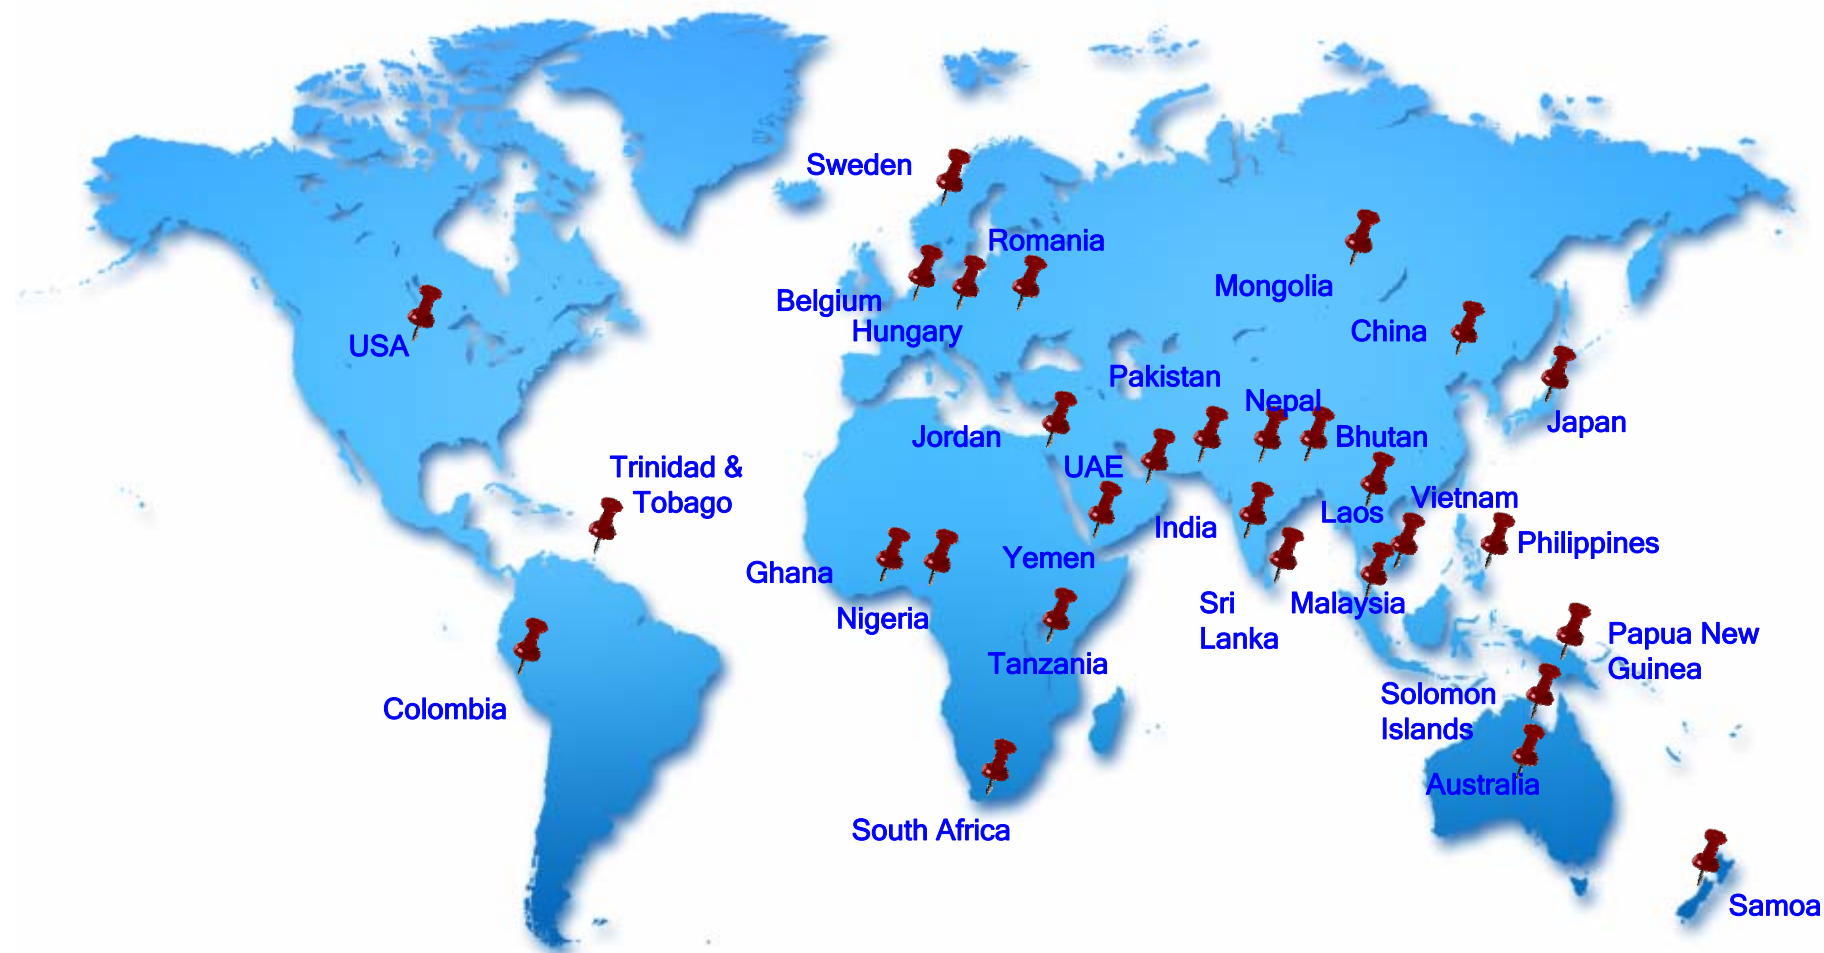 Sweden
Romania
Mongolia
Belgium
Hungary
China
USA
Pakistan
Nepal
Japan
Jordan
Bhutan
UAE
Trinidad &
Tobago
Vietnam
Laos
India
Philippines
Yemen
Ghana
Nigeria
Sri
Lanka
Malaysia
Papua New
Guinea
Tanzania
Solomon
Islands
Colombia
Australia
South Africa
Samoa